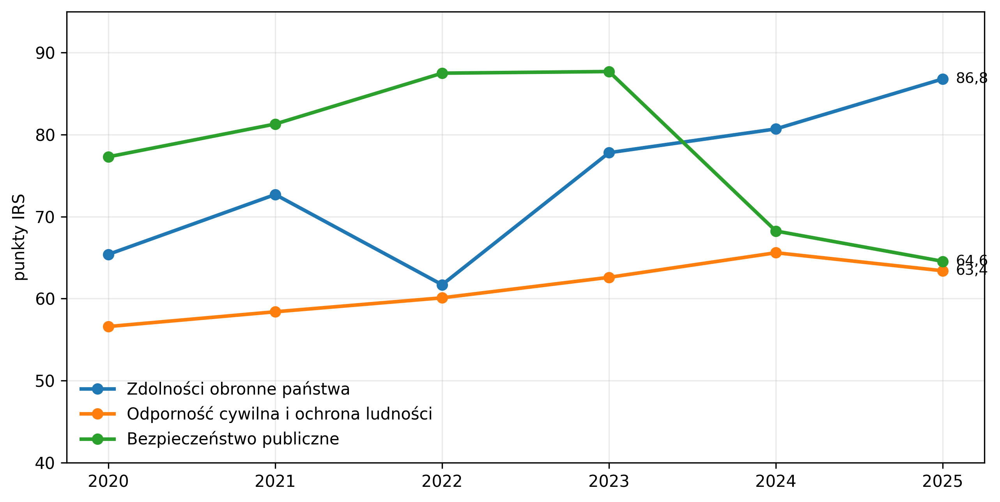 punkty IRS
90
80
70
60
50
40
86,8
64,6
63,4
Zdolności obronne państwa
Odporność cywilna i ochrona ludności
Bezpieczeństwo publiczne
2020 2021 2022 2023 2024 2025